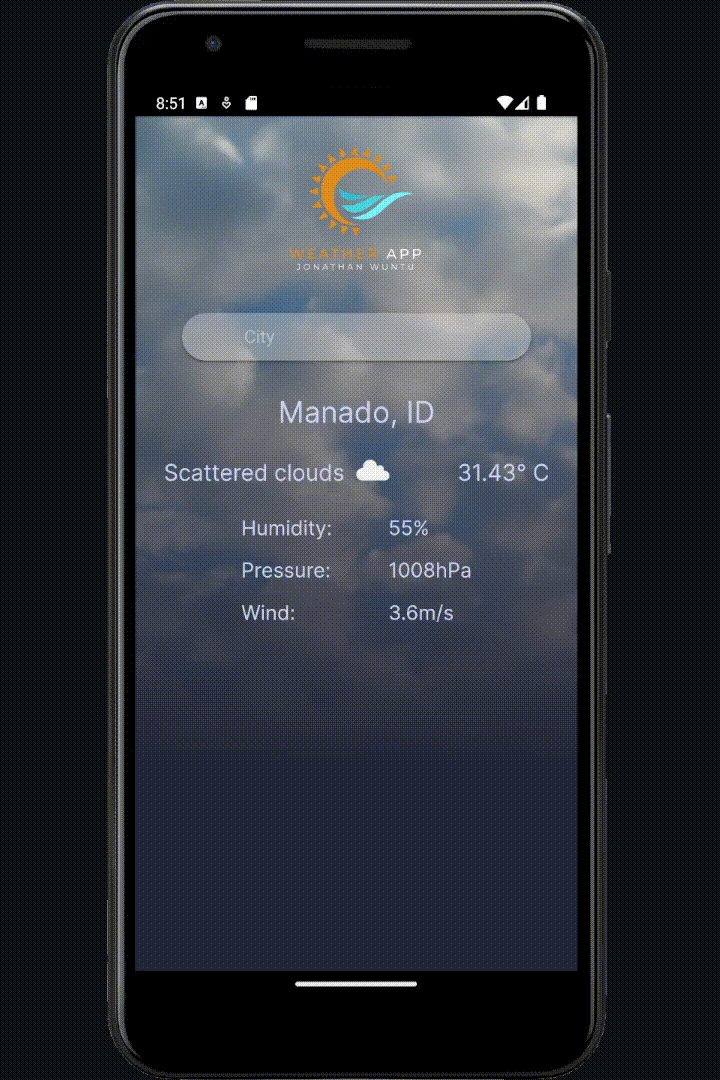 8:51
WEATHER APP
JONATHAN WUNTU
City
Manado, ID
Scattered clouds 31.43° C
Humidity: 55%
Pressure: 1008hPa
Wind: 3.6m/s